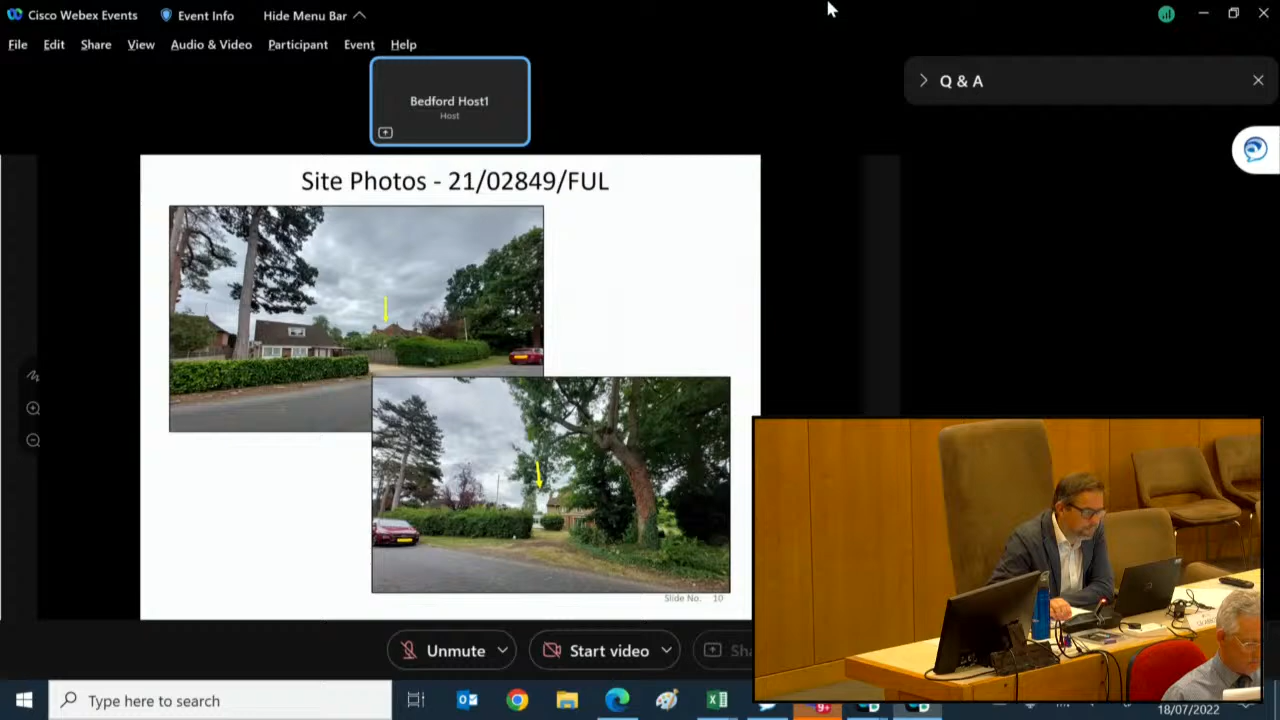 Cisco Webex Events Event Info Hide Menu Bar
File Edit Share View Audio & Video Participant Event Help
Bedford Host1
Host
Q & A
Site Photos - 21/02849/FUL
Slide No. 10
Unmute Start video
Type here to search
9+
18/07/2022